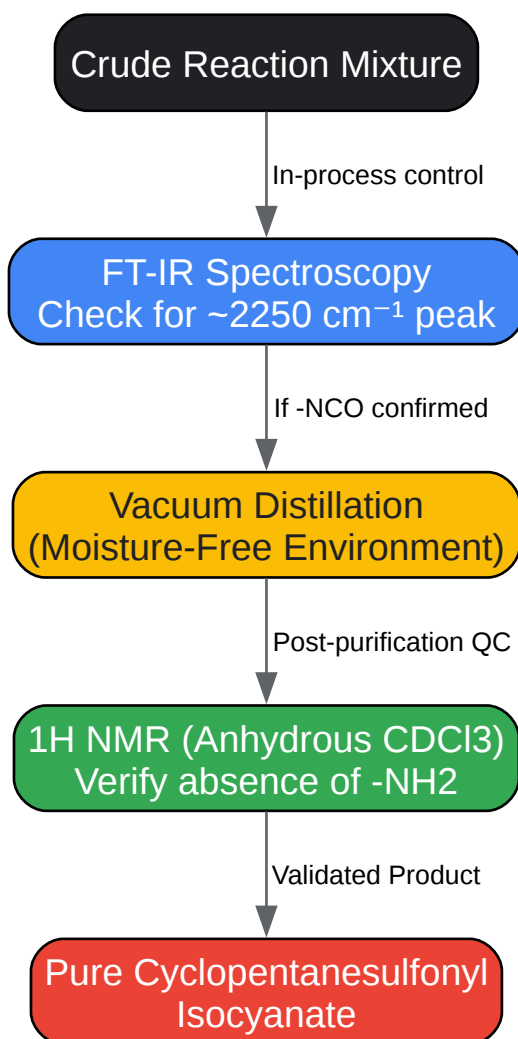 Crude Reaction Mixture
In-process control
FT-IR Spectroscopy
Check for ~2250 cm⁻¹ peak
If -NCO confirmed
Vacuum Distillation
(Moisture-Free Environment)
Post-purification QC
1H NMR (Anhydrous CDCl3)
Verify absence of -NH2
Validated Product
Pure Cyclopentanesulfonyl
Isocyanate